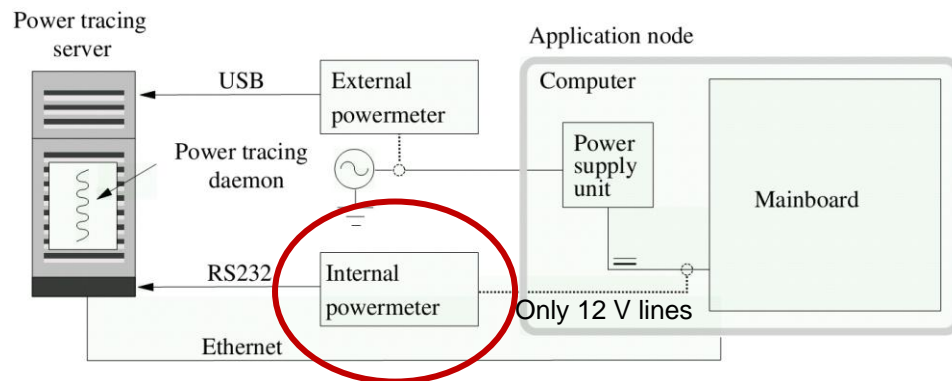 Power tracing
server
USB
External
powermeter
Application node
Computer
Power tracing
daemon
Power
supply
unit
Mainboard
RS232
Internal
powermeter
Only 12 V lines
Ethernet